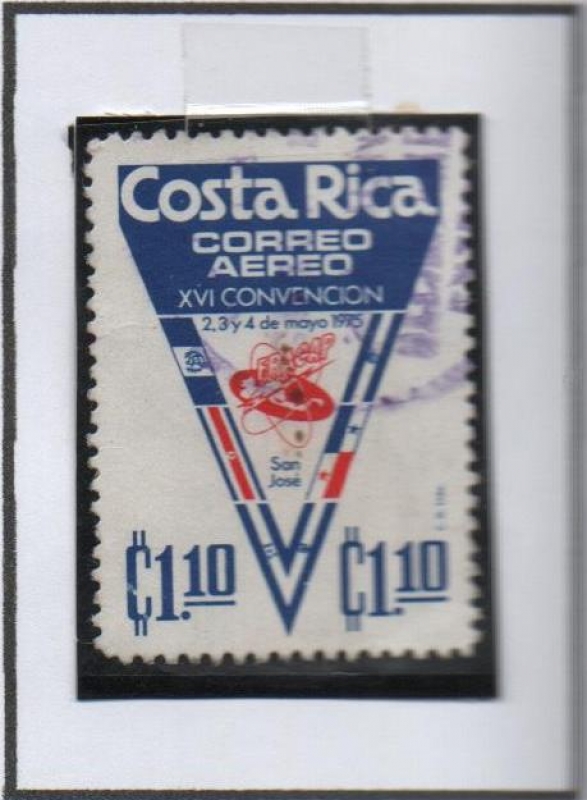 Costa Rica
CORREO
AEREO
XVI CONVENCION
2, 3 y 4 de mayo 1975
San
José
₡1.10 ₡1.10